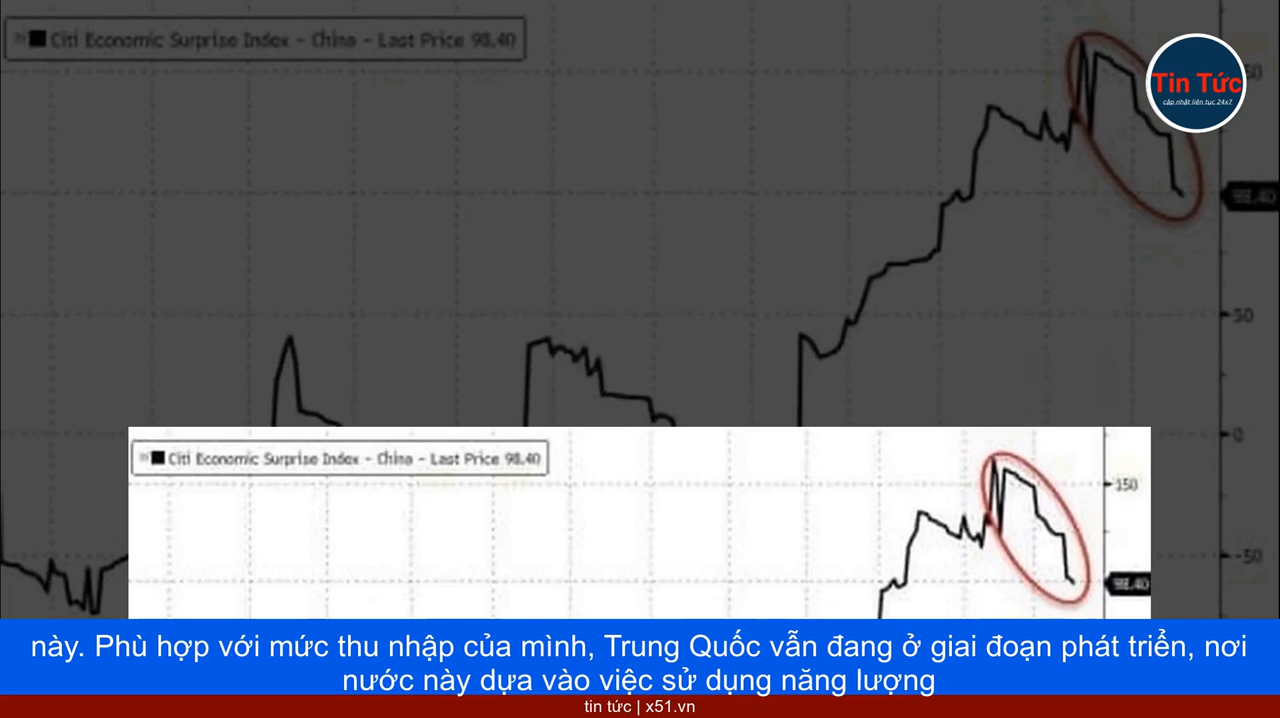 Citi Economic Surprise Index - China - Last Price 98.40
50
Tin Tức
cập nhật liên tục 24x7
98.40
50
0
-50
Citi Economic Surprise Index - China - Last Price 98.40
150
98.40
này. Phù hợp với mức thu nhập của mình, Trung Quốc vẫn đang ở giai đoạn phát triển, nơi
nước này dựa vào việc sử dụng năng lượng
tin tức | x51.vn